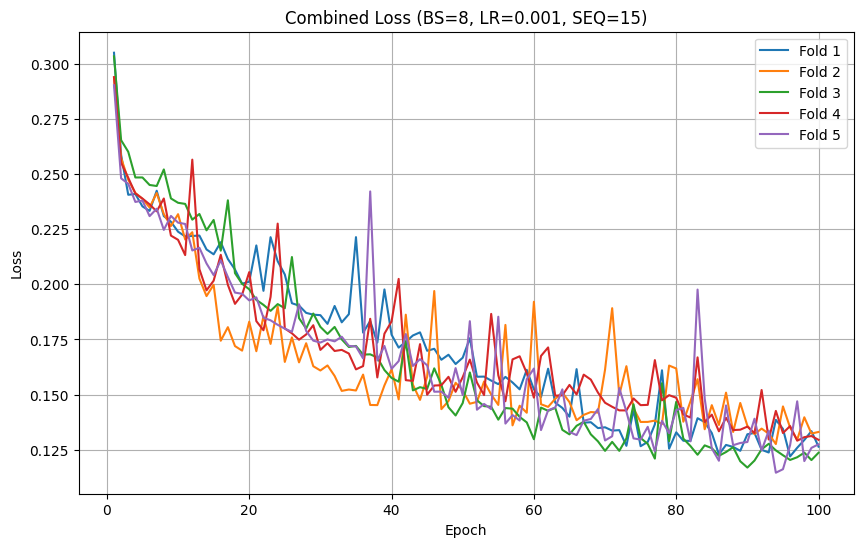 Combined Loss (BS=8, LR=0.001, SEQ=15)
Fold 1
Fold 2
Fold 3
Fold 4
Fold 5
Loss
0.300
0.275
0.250
0.225
0.200
0.175
0.150
0.125
0 20 40 60 80 100
Epoch